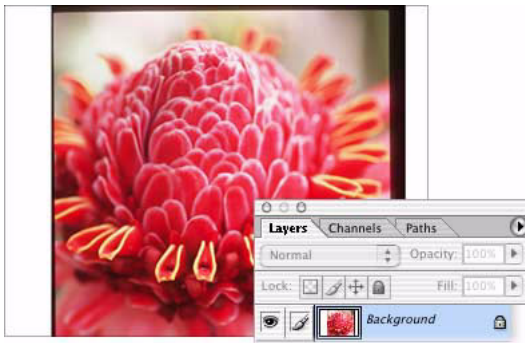 Layers Channels Paths
Normal Opacity: 100%
Lock: Fill: 100%
Background